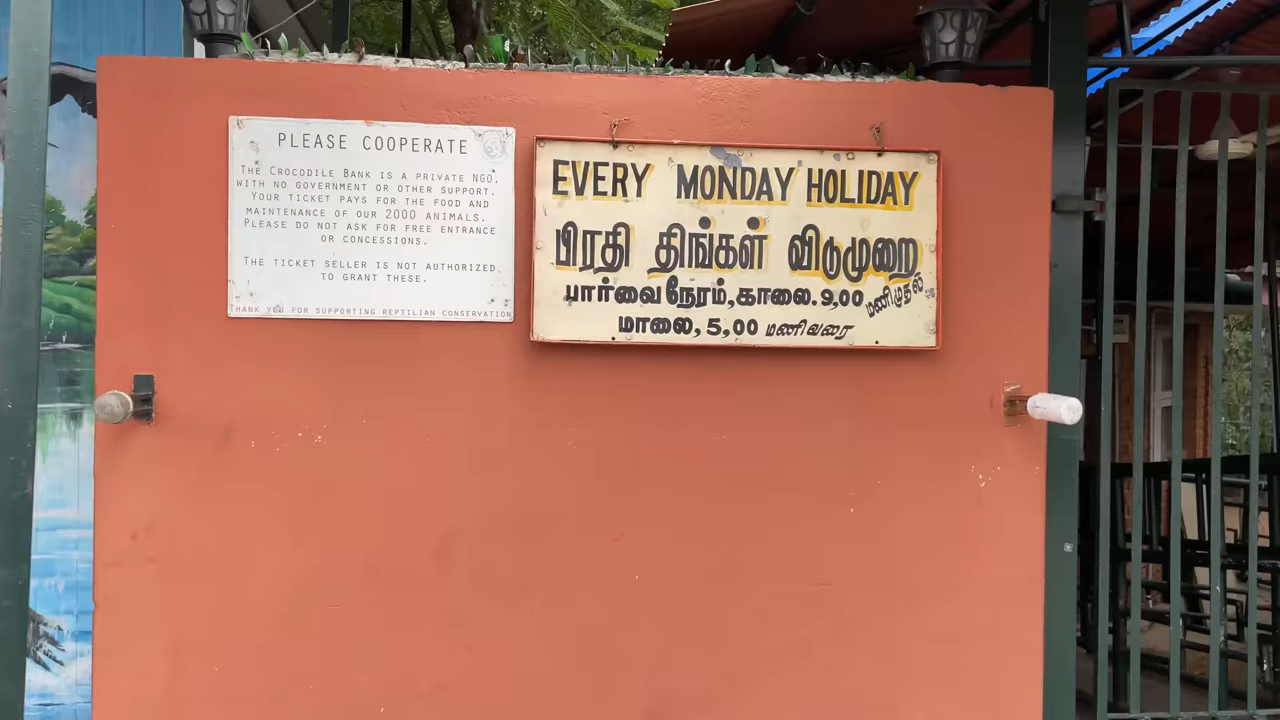 PLEASE COOPERATE
THE CROCODILE BANK IS A PRIVATE NGO,
WITH NO GOVERNMENT OR OTHER SUPPORT.
YOUR TICKET PAYS FOR THE FOOD AND
MAINTENANCE OF OUR 2000 ANIMALS.
PLEASE DO NOT ASK FOR FREE ENTRANCE
OR CONCESSIONS.
THE TICKET SELLER IS NOT AUTHORIZED
TO GRANT THESE.
THANK YOU FOR SUPPORTING REPTILIAN CONSERVATION
EVERY MONDAY HOLIDAY
பிரதி திங்கள் விடுமுறை
பார்வை நேரம், காலை. 9,00 மணிமுதல்
மாலை, 5,00 மணிவரை